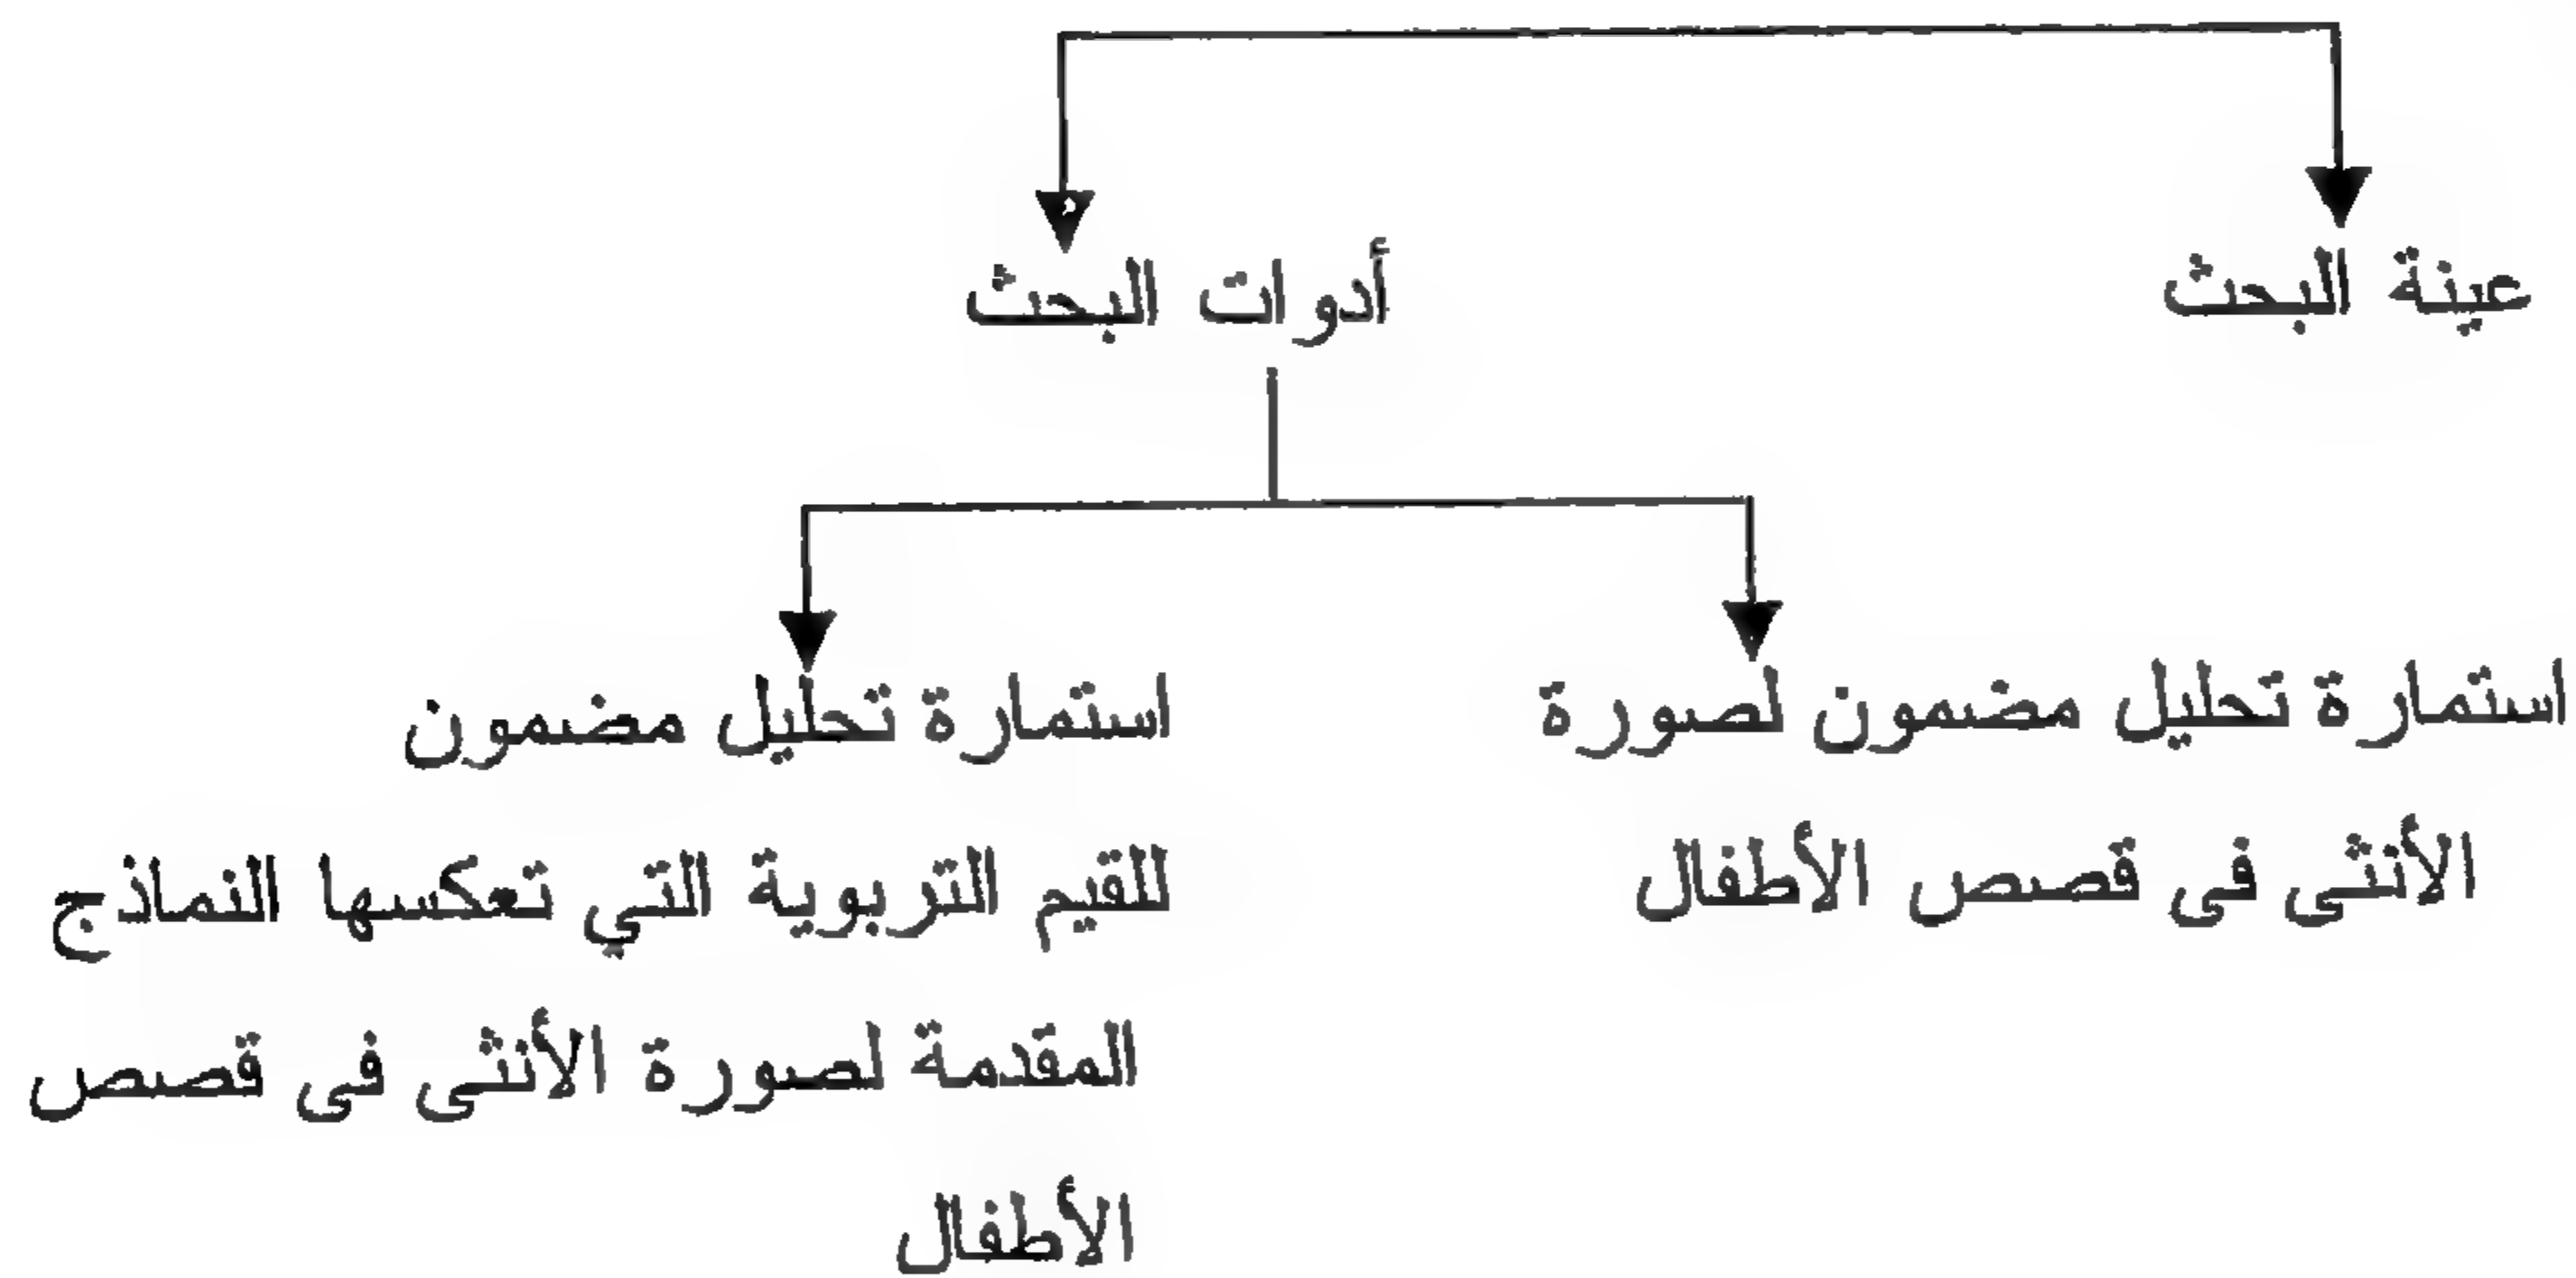 عينة البحث
أدوات البحث
استمارة تحليل مضمون لصورة
الأنثى فى قصص الأطفال
استمارة تحليل مضمون
للقيم التربوية التي تعكسها النماذج
المقدمة لصورة الأنثى فى قصص
الأطفال